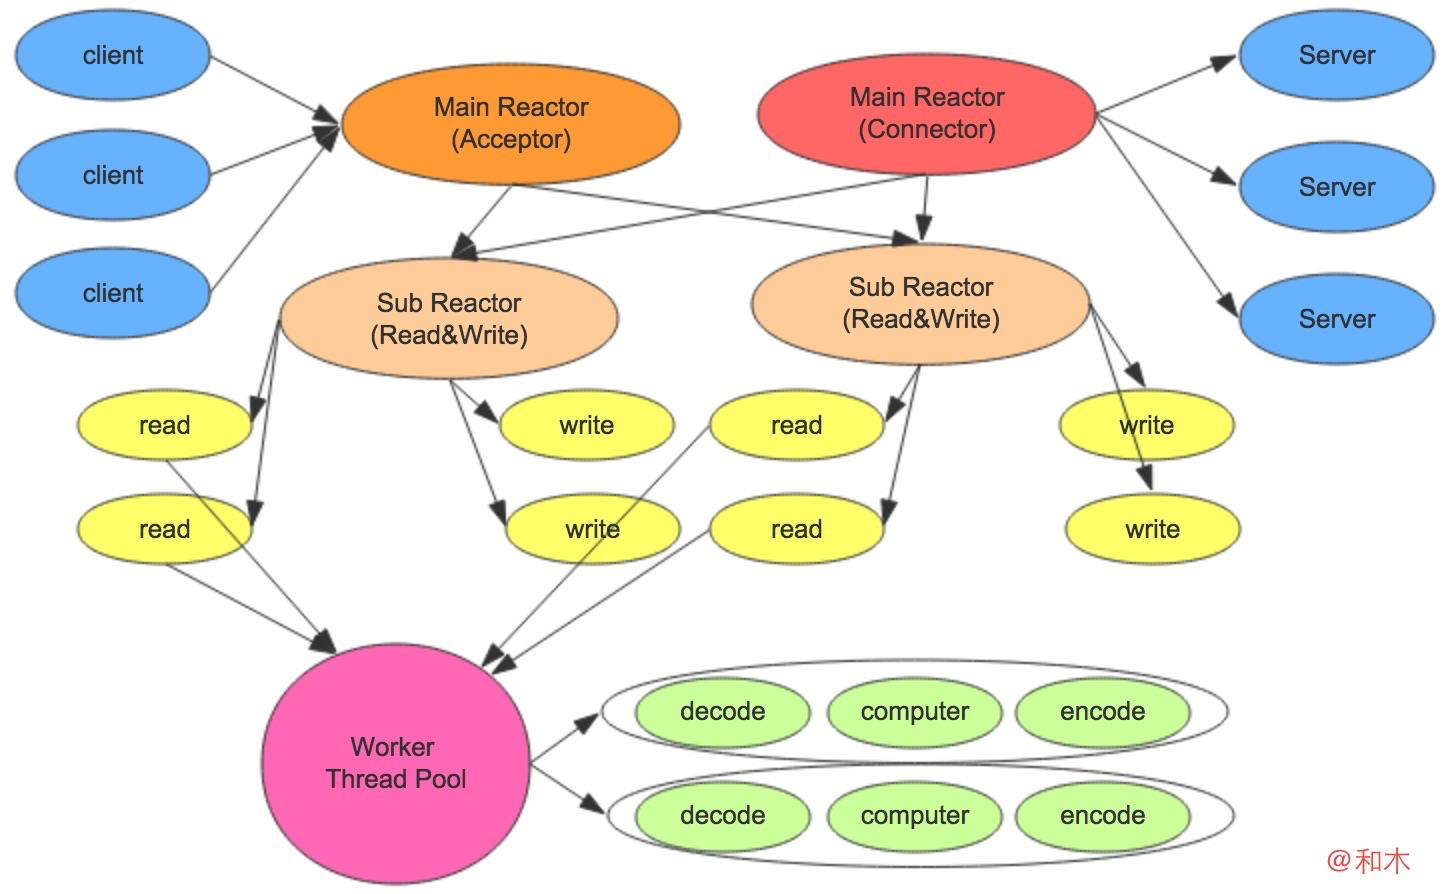 client
Main Reactor
(Acceptor)
Main Reactor
(Connector)
Server
client
Server
client
Sub Reactor
(Read&Write)
Sub Reactor
(Read&Write)
Server
read
write
read
write
read
write
read
write
Worker
Thread Pool
decode
computer
encode
decode
computer
encode
@和木